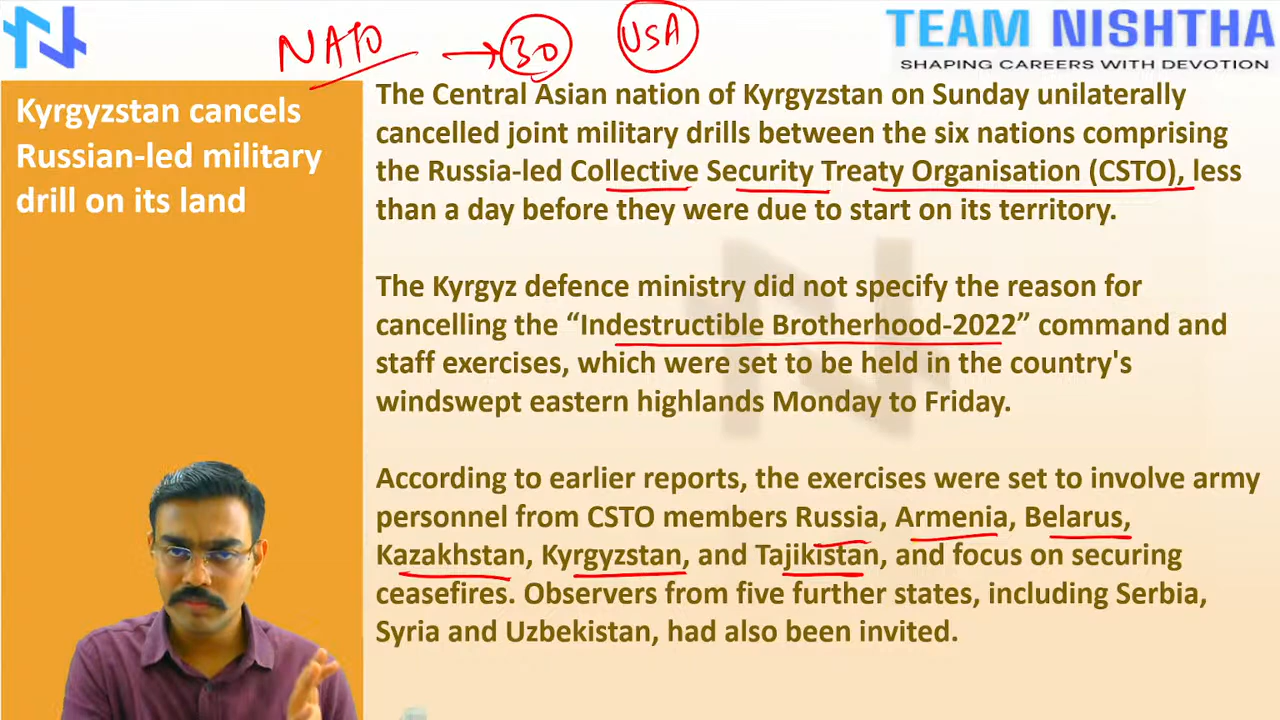 NATO → 30 USA
TEAM NISHTHA
SHAPING CAREERS WITH DEVOTION
Kyrgyzstan cancels
Russian-led military
drill on its land
The Central Asian nation of Kyrgyzstan on Sunday unilaterally
cancelled joint military drills between the six nations comprising
the Russia-led Collective Security Treaty Organisation (CSTO), less
than a day before they were due to start on its territory.
The Kyrgyz defence ministry did not specify the reason for
cancelling the “Indestructible Brotherhood-2022” command and
staff exercises, which were set to be held in the country's
windswept eastern highlands Monday to Friday.
According to earlier reports, the exercises were set to involve army
personnel from CSTO members Russia, Armenia, Belarus,
Kazakhstan, Kyrgyzstan, and Tajikistan, and focus on securing
ceasefires. Observers from five further states, including Serbia,
Syria and Uzbekistan, had also been invited.